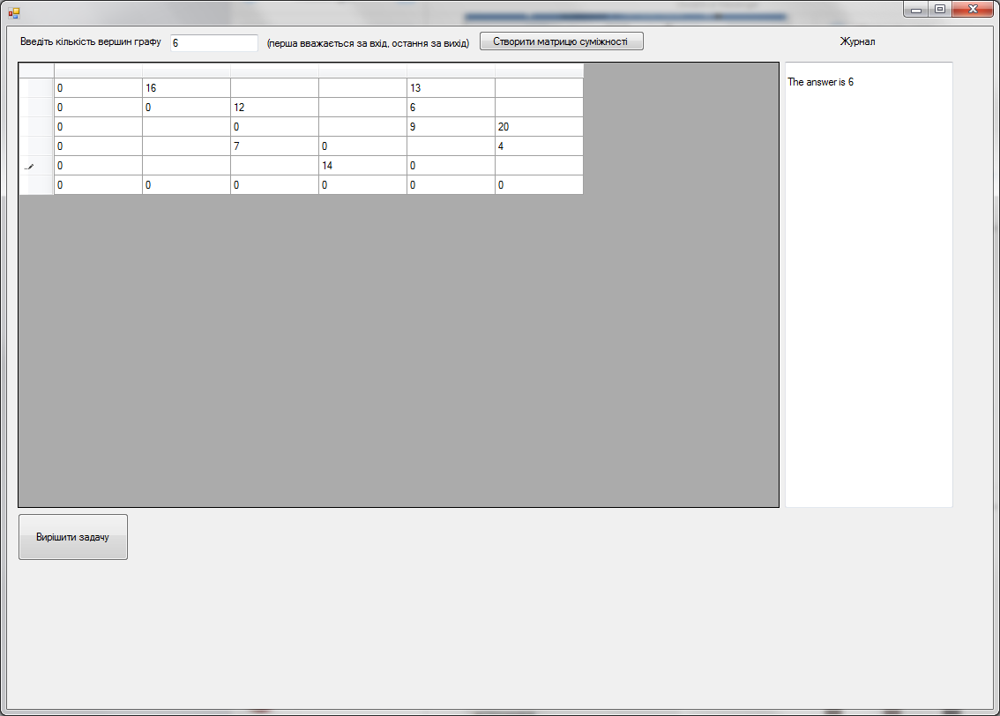 Введіть кількість вершин графу 6 (перша вважається за вхід, остання за вихід) Створити матрицю суміжності Журнал
0 16 13
0 0 12 6
0 0 9 20
0 7 0 4
0 14 0
0 0 0 0 0 0
The answer is 6
Вирішити задачу